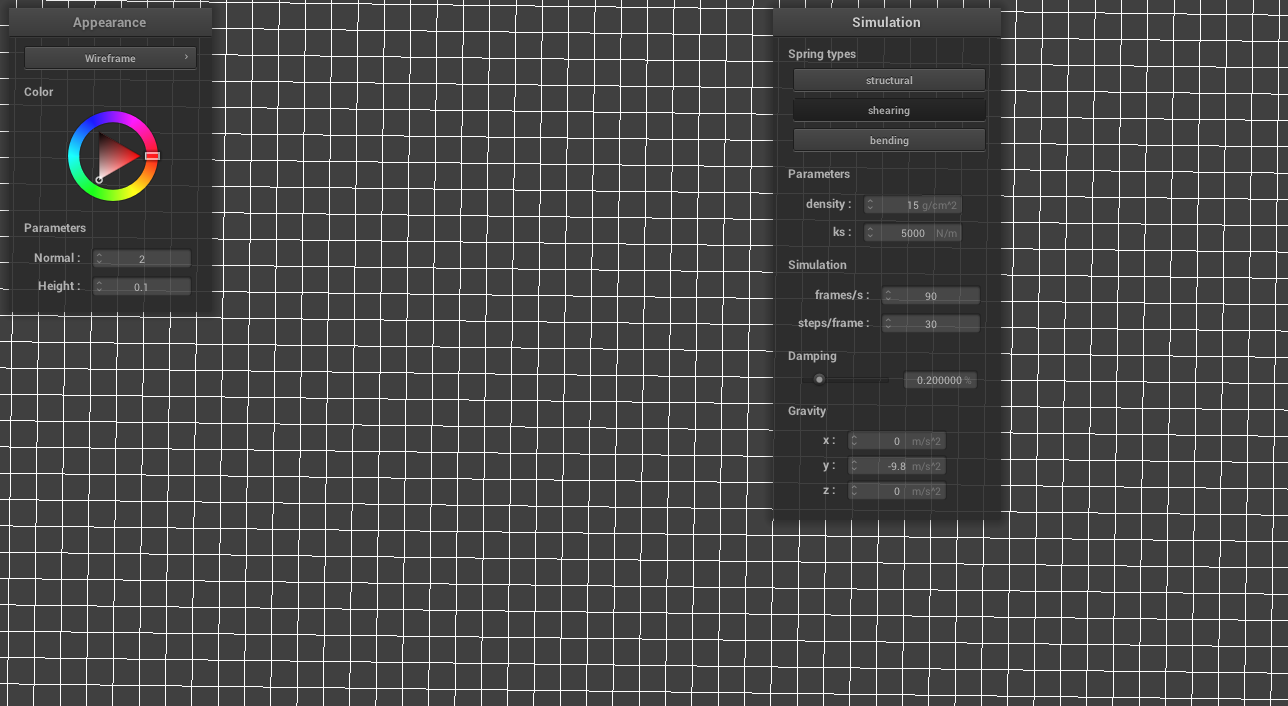 Appearance
Wireframe
Color
Parameters
Normal : 2
Height : 0.1
Simulation
Spring types
structural
shearing
bending
Parameters
density : 15 g/cm^2
ks : 5000 N/m
Simulation
frames/s : 90
steps/frame : 30
Damping
0.200000 %
Gravity
x : 0 m/s^2
y : -9.8 m/s^2
z : 0 m/s^2